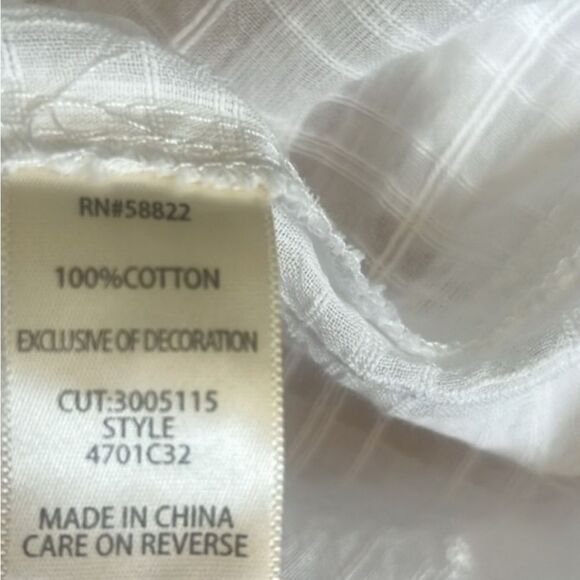 RN#58822
100%COTTON
EXCLUSIVE OF DECORATION
CUT:3005115
STYLE
4701C32
MADE IN CHINA
CARE ON REVERSE